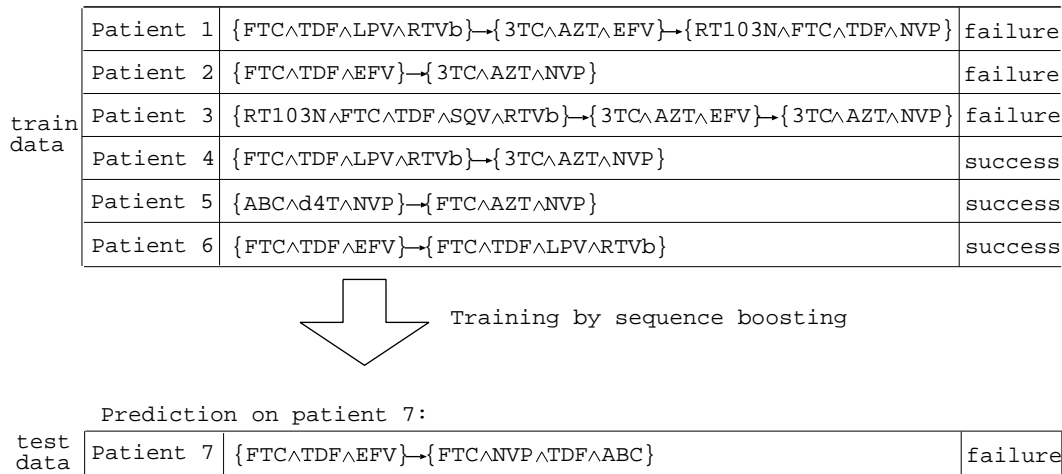 Patient 1 {FTC∧TDF∧LPV∧RTVb}→{3TC∧AZT∧EFV}→{RT103N∧FTC∧TDF∧NVP} failure
Patient 2 {FTC∧TDF∧EFV}→{3TC∧AZT∧NVP} failure
train data
Patient 3 {RT103N∧FTC∧TDF∧SQV∧RTVb}→{3TC∧AZT∧EFV}→{3TC∧AZT∧NVP} failure
Patient 4 {FTC∧TDF∧LPV∧RTVb}→{3TC∧AZT∧NVP} success
Patient 5 {ABC∧d4T∧NVP}→{FTC∧AZT∧NVP} success
Patient 6 {FTC∧TDF∧EFV}→{FTC∧TDF∧LPV∧RTVb} success
Training by sequence boosting
Prediction on patient 7:
test data
Patient 7 {FTC∧TDF∧EFV}→{FTC∧NVP∧TDF∧ABC} failure